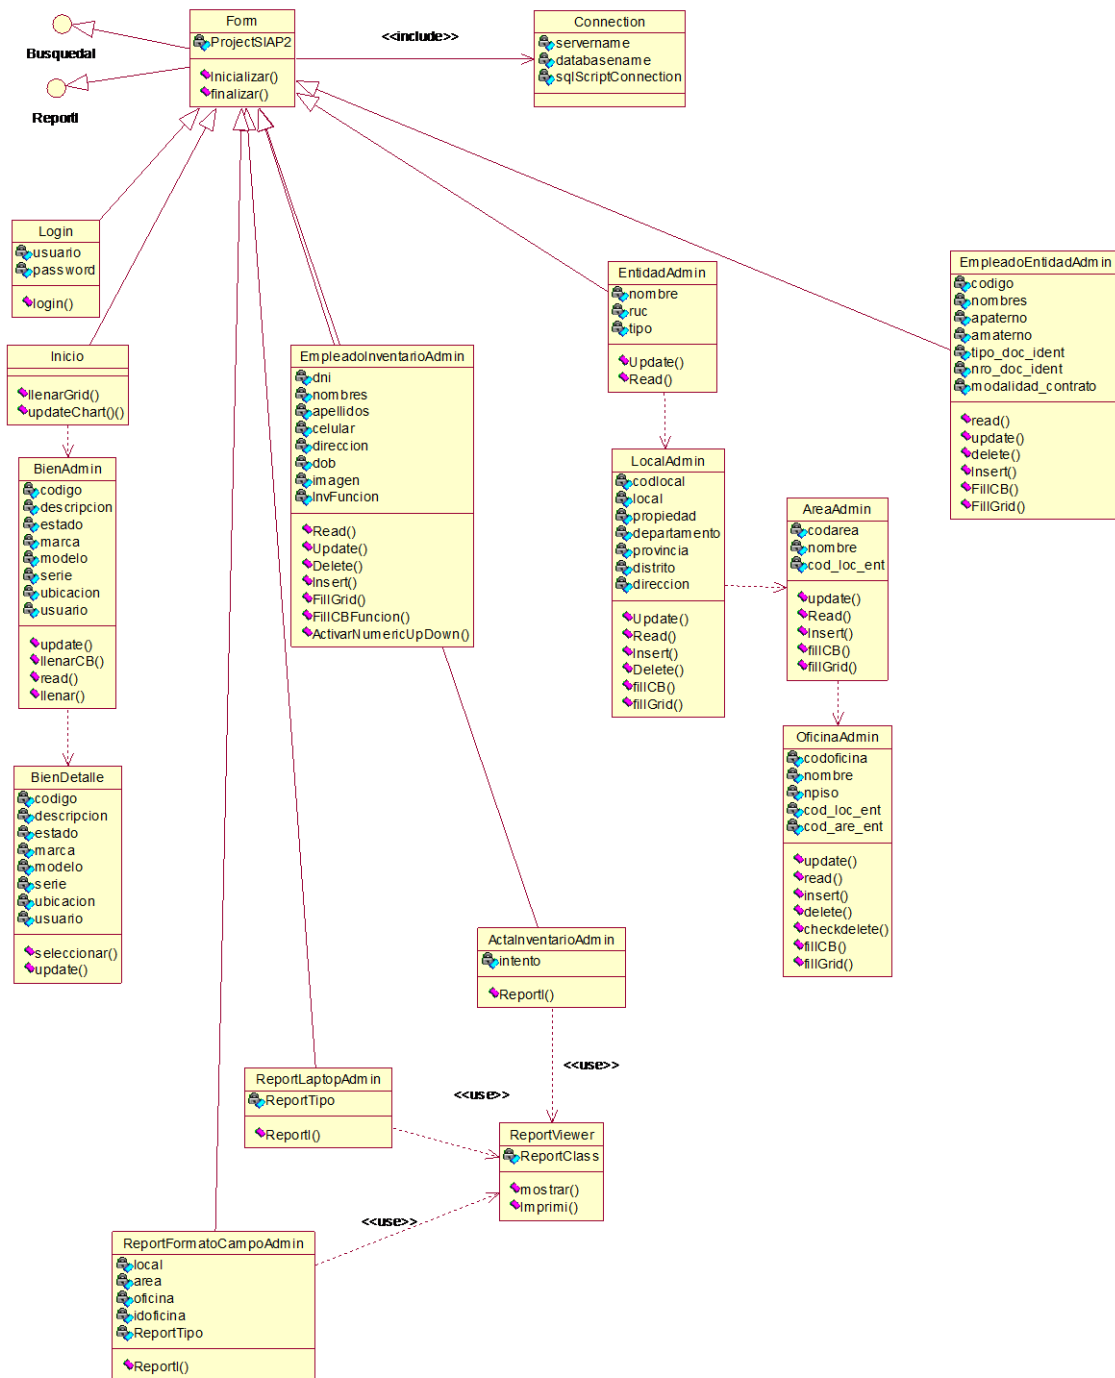 Form
ProjectSIAP2
Inicializar()
finalizar()
BusquedaI
ReportI
<<include>>
Connection
servername
databasename
sqlScriptConnection
Login
usuario
password
login()
Inicio
llenarGrid()
updateChart()()
BienAdmin
codigo
descripcion
estado
marca
modelo
serie
ubicacion
usuario
update()
llenarCB()
read()
llenar()
BienDetalle
codigo
descripcion
estado
marca
modelo
serie
ubicacion
usuario
seleccionar()
update()
EmpleadoInventarioAdmin
dni
nombres
apellidos
celular
direccion
dob
imagen
InvFuncion
Read()
Update()
Delete()
Insert()
FillGrid()
FillCBFuncion()
ActivarNumericUpDown()
EntidadAdmin
nombre
ruc
tipo
Update()
Read()
LocalAdmin
codlocal
local
propiedad
departamento
provincia
distrito
direccion
Update()
Read()
Insert()
Delete()
fillCB()
fillGrid()
AreaAdmin
codarea
nombre
cod_loc_ent
update()
Read()
Insert()
fillCB()
fillGrid()
OficinaAdmin
codoficina
nombre
npiso
cod_loc_ent
cod_are_ent
update()
read()
insert()
delete()
checkdelete()
fillCB()
fillGrid()
EmpleadoEntidadAdmin
codigo
nombres
apaterno
amaterno
tipo_doc_ident
nro_doc_ident
modalidad_contrato
read()
update()
delete()
Insert()
FillCB()
FillGrid()
ActaInventarioAdmin
intento
ReportI()
<<use>>
ReportLaptopAdmin
ReportTipo
ReportI()
<<use>>
ReportViewer
ReportClass
mostrar()
Imprimi()
<<use>>
ReportFormatoCampoAdmin
local
area
oficina
idoficina
ReportTipo
ReportI()